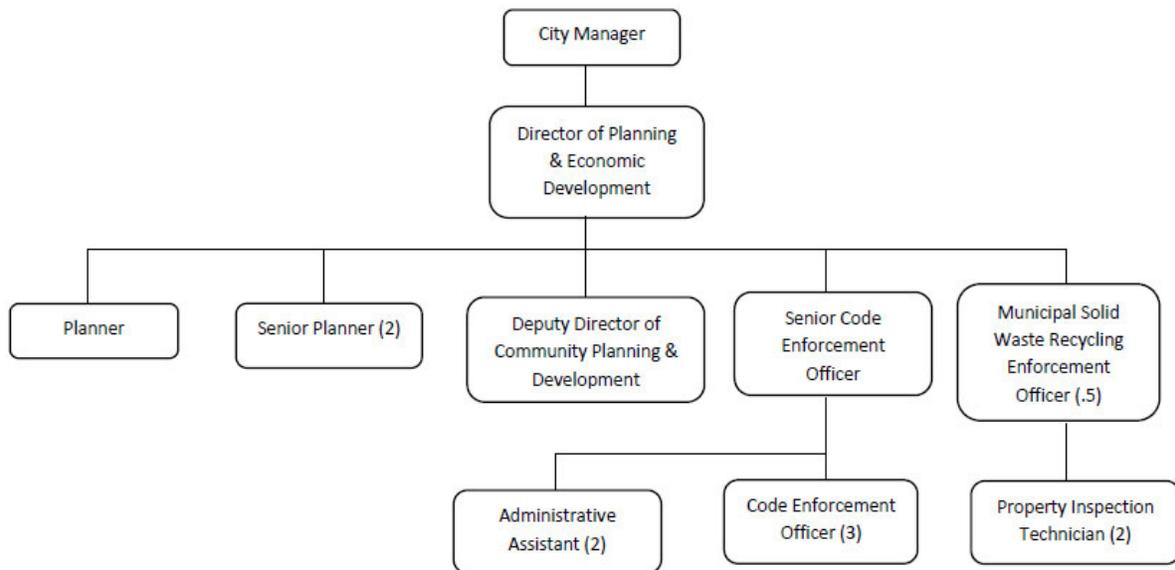 City Manager
Director of Planning
& Economic
Development
Planner
Senior Planner (2)
Deputy Director of
Community Planning &
Development
Senior Code
Enforcement
Officer
Municipal Solid
Waste Recycling
Enforcement
Officer (.5)
Administrative
Assistant (2)
Code Enforcement
Officer (3)
Property Inspection
Technician (2)